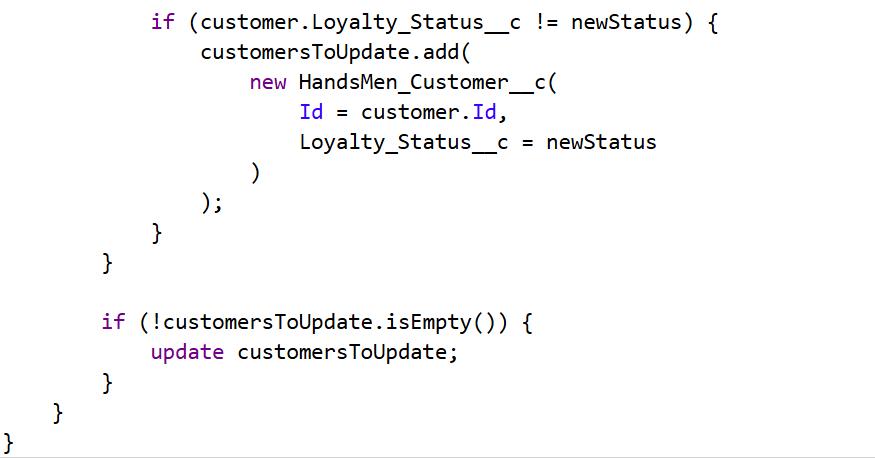 if (customer.Loyalty_Status__c != newStatus) {
customersToUpdate.add(
new HandsMen_Customer__c(
Id = customer.Id,
Loyalty_Status__c = newStatus
)
);
}
}
if (!customersToUpdate.isEmpty()) {
update customersToUpdate;
}
}
}